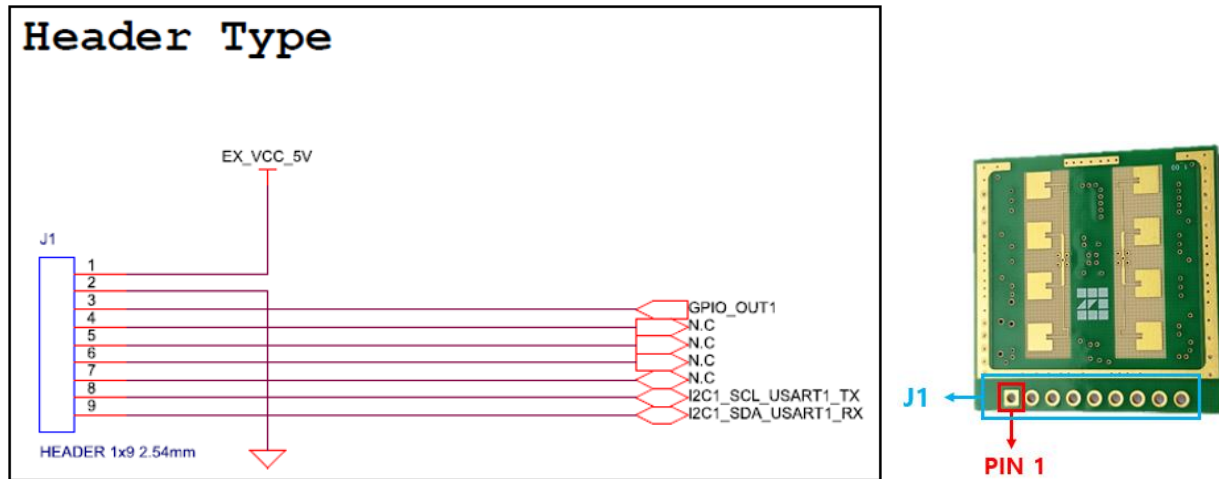 Header Type
EX_VCC_5V
J1
1
2
3
4
5
6
7
8
9
GPIO_OUT1
N.C
N.C
N.C
N.C
I2C1_SCL_USART1_TX
I2C1_SDA_USART1_RX
HEADER 1x9 2.54mm
J1
PIN 1